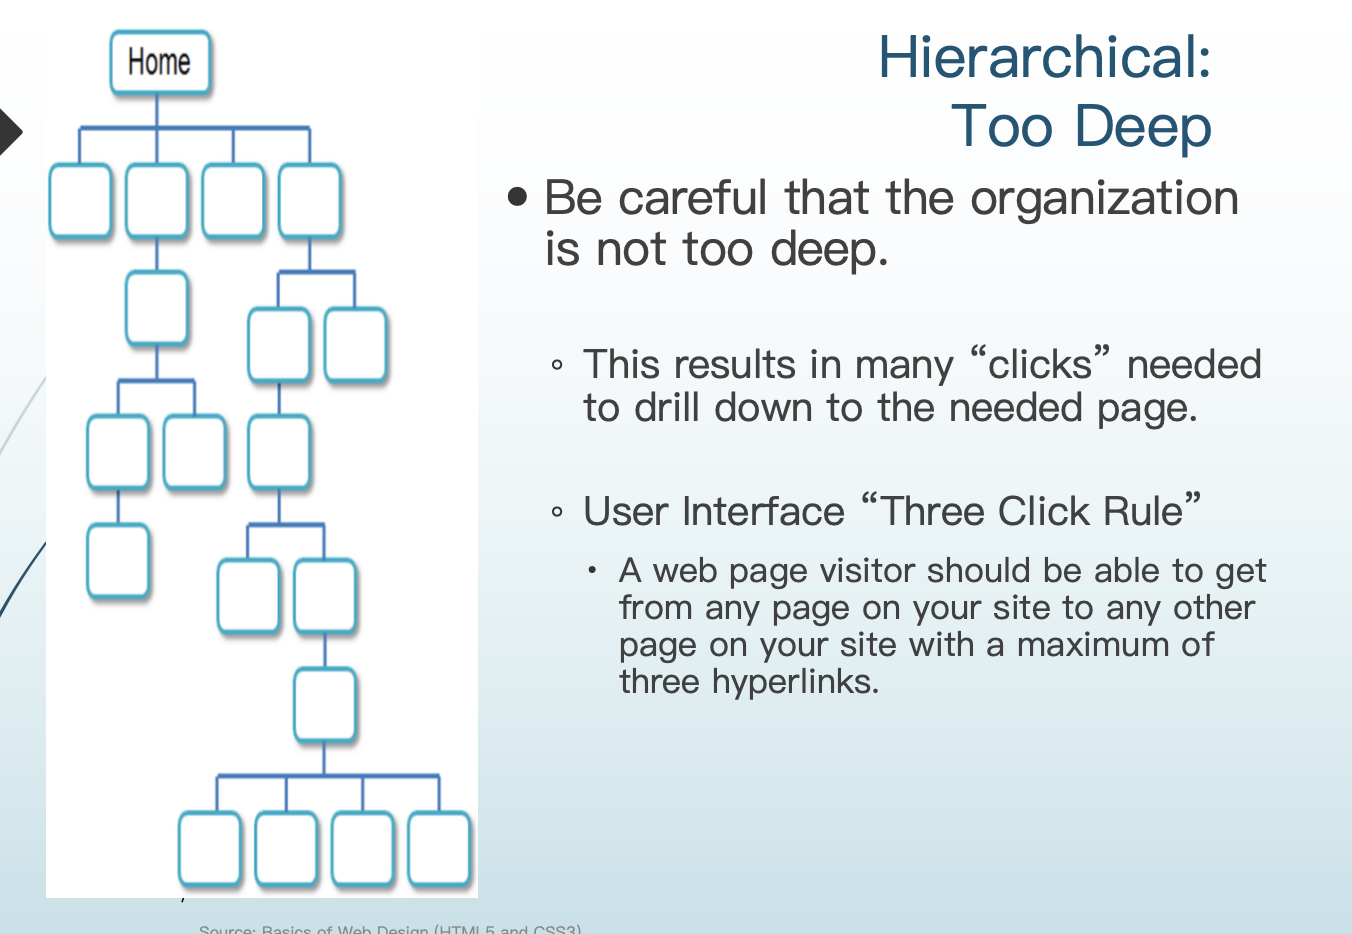 Home
Hierarchical:
Too Deep
• Be careful that the organization
is not too deep.
◦ This results in many “clicks” needed
to drill down to the needed page.
◦ User Interface “Three Click Rule”
• A web page visitor should be able to get
from any page on your site to any other
page on your site with a maximum of
three hyperlinks.
,
Source: Basics of Web Design (HTML5 and CSS3)